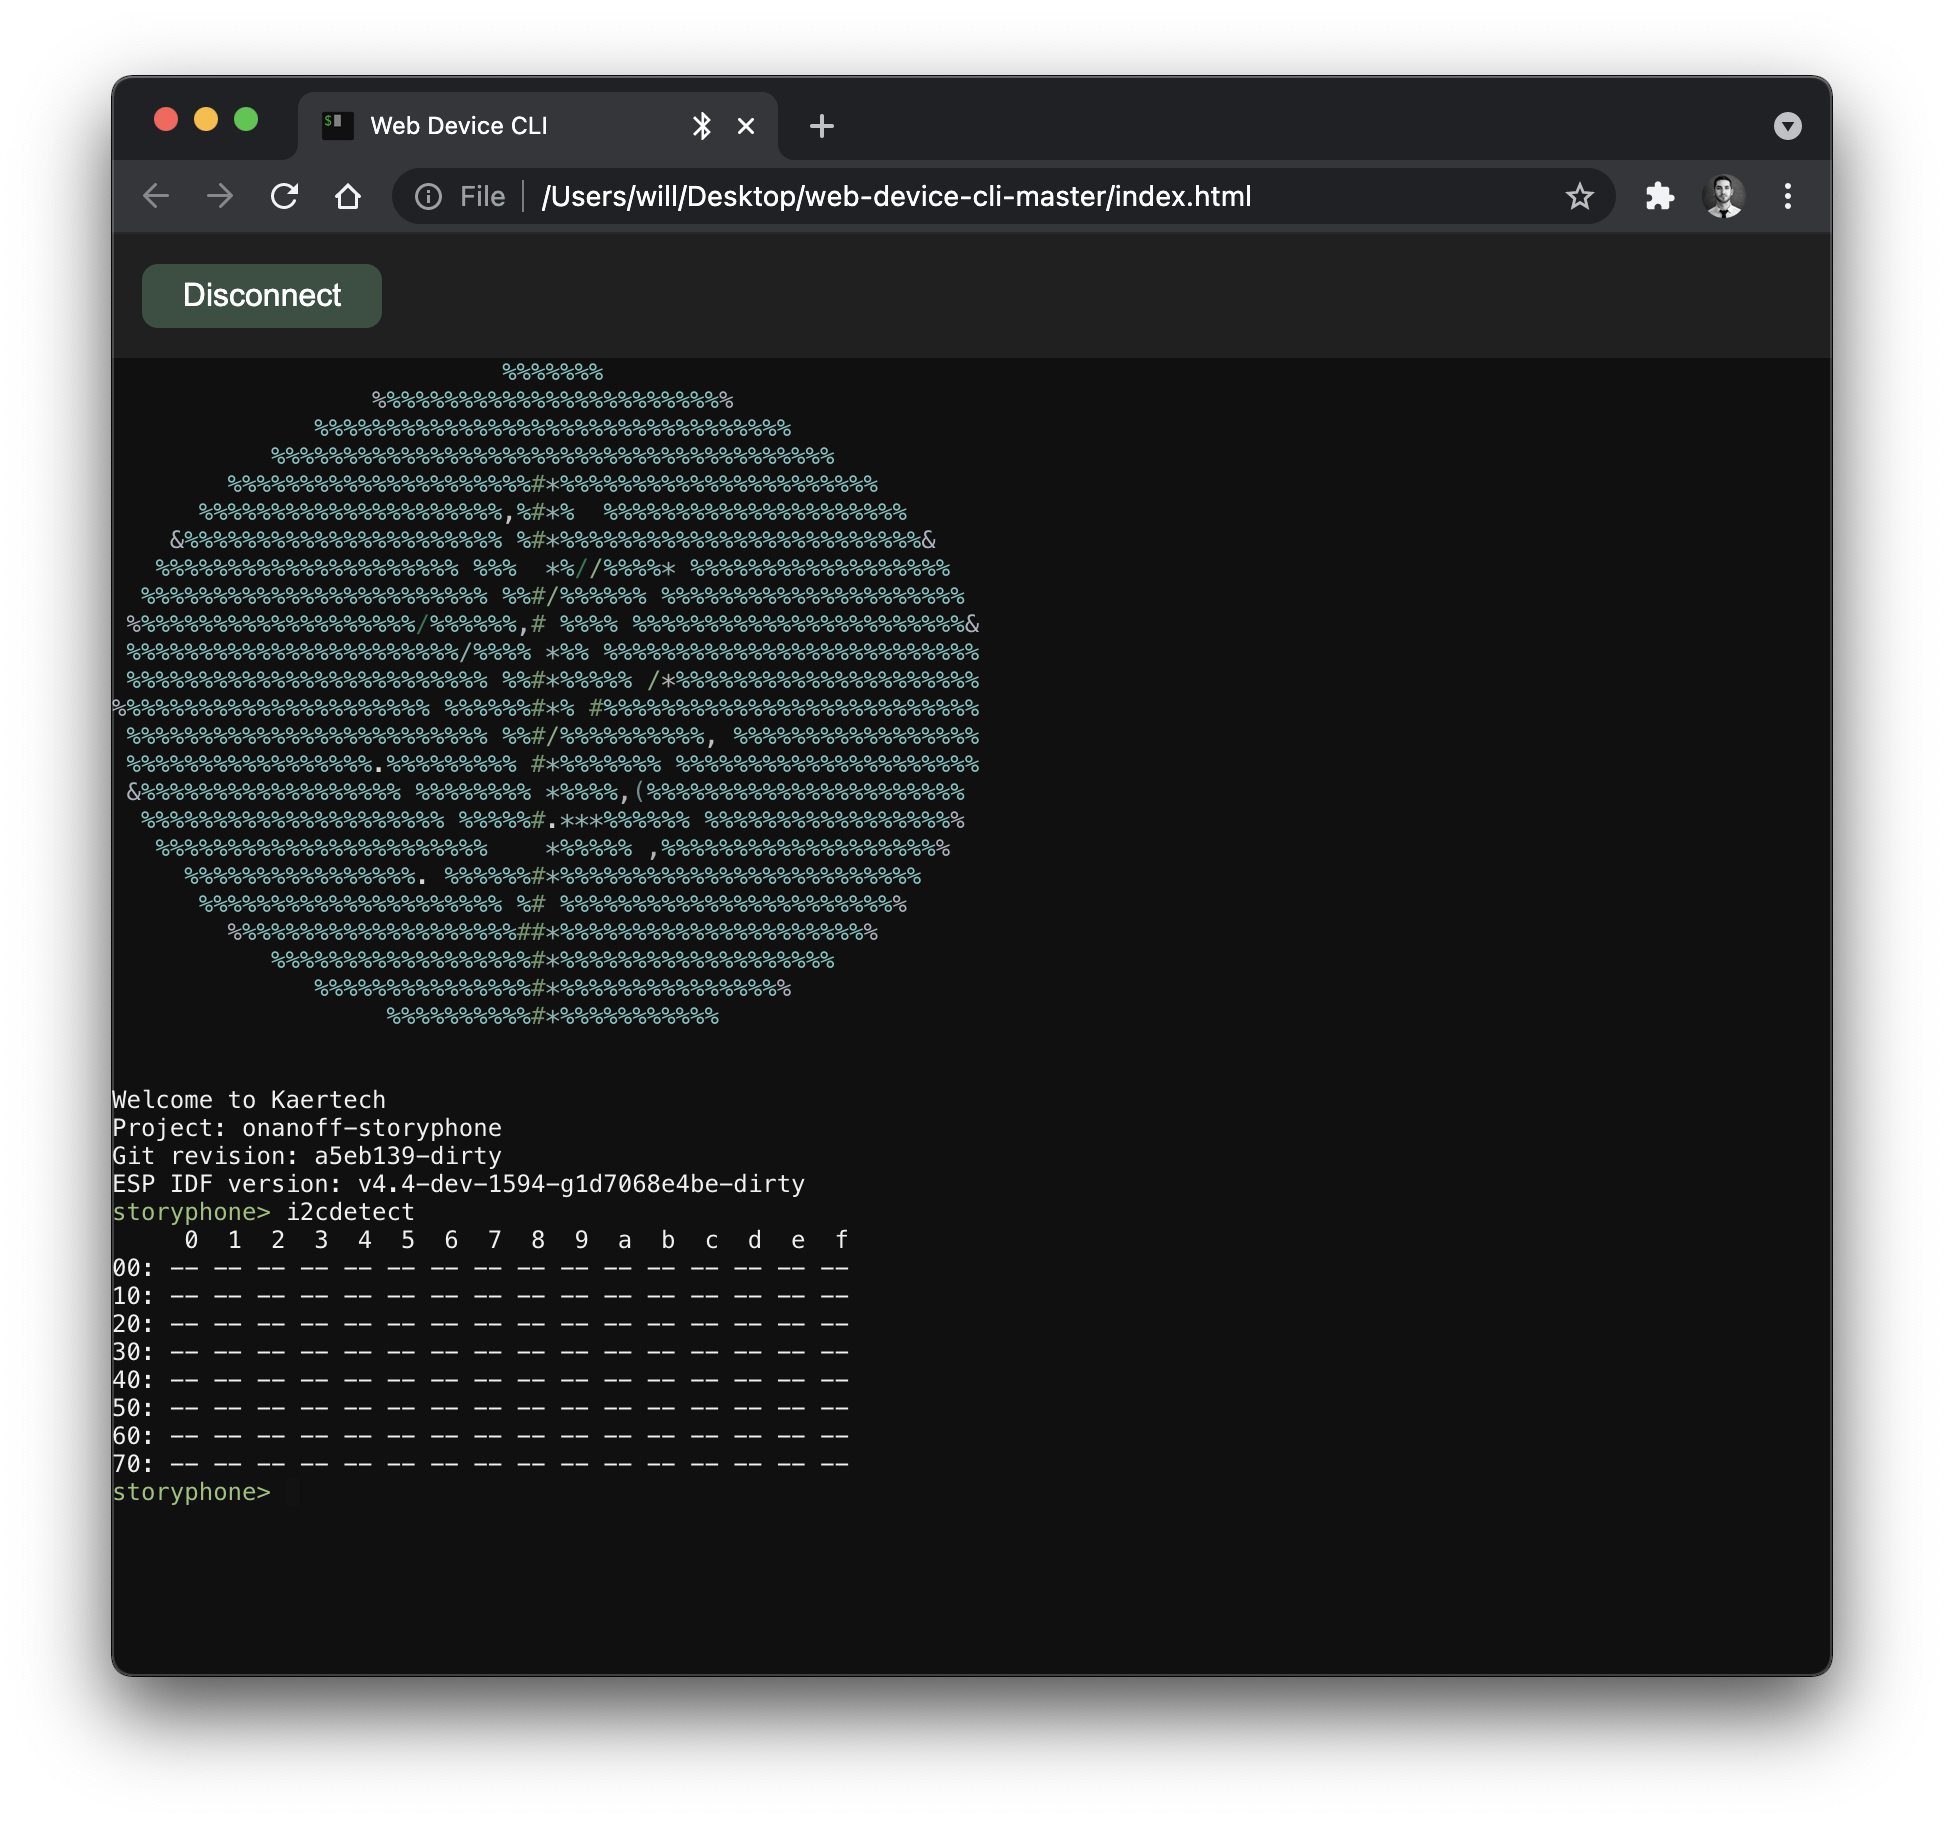 Web Device CLI
File /Users/will/Desktop/web-device-cli-master/index.html
Disconnect
Welcome to Kaertech
Project: onanoff-storyphone
Git revision: a5eb139-dirty
ESP IDF version: v4.4-dev-1594-g1d7068e4be-dirty
storyphone> i2cdetect
     0  1  2  3  4  5  6  7  8  9  a  b  c  d  e  f
00: -- -- -- -- -- -- -- -- -- -- -- -- -- -- -- --
10: -- -- -- -- -- -- -- -- -- -- -- -- -- -- -- --
20: -- -- -- -- -- -- -- -- -- -- -- -- -- -- -- --
30: -- -- -- -- -- -- -- -- -- -- -- -- -- -- -- --
40: -- -- -- -- -- -- -- -- -- -- -- -- -- -- -- --
50: -- -- -- -- -- -- -- -- -- -- -- -- -- -- -- --
60: -- -- -- -- -- -- -- -- -- -- -- -- -- -- -- --
70: -- -- -- -- -- -- -- -- -- -- -- -- -- -- -- --
storyphone>